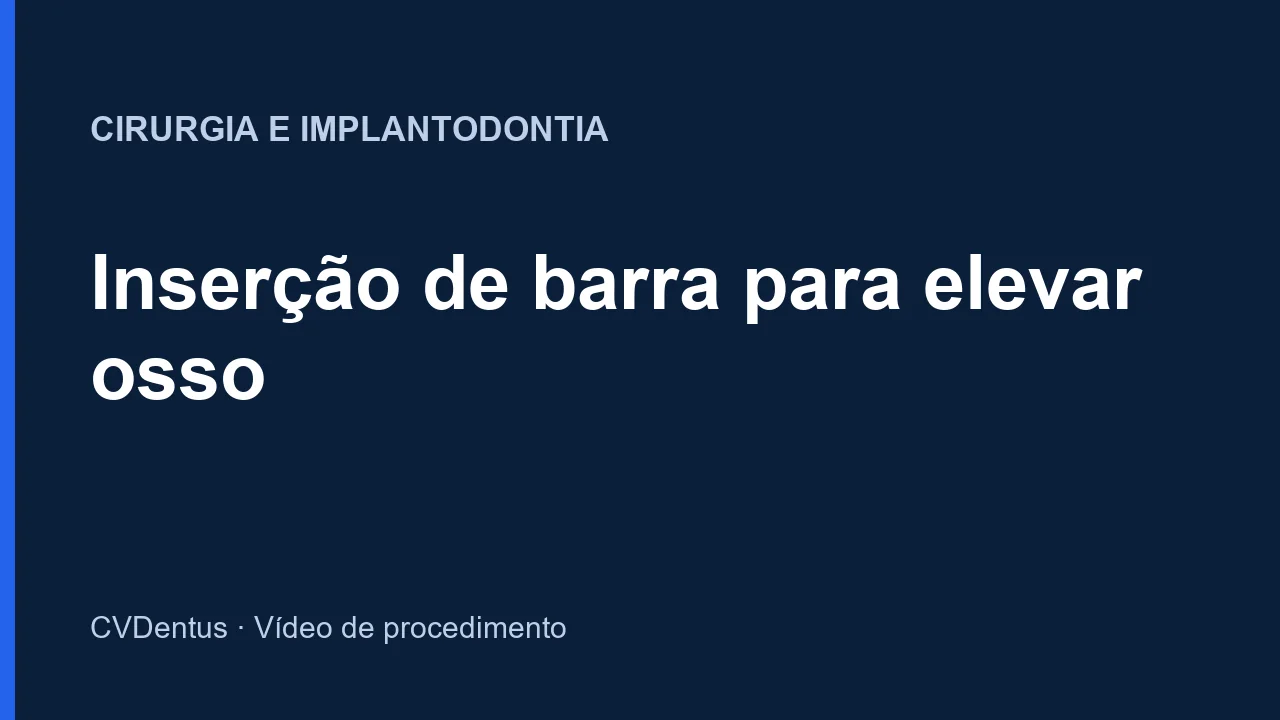 CIRURGIA E IMPLANTODONTIA
Inserção de barra para elevar
osso
CVDentus · Vídeo de procedimento